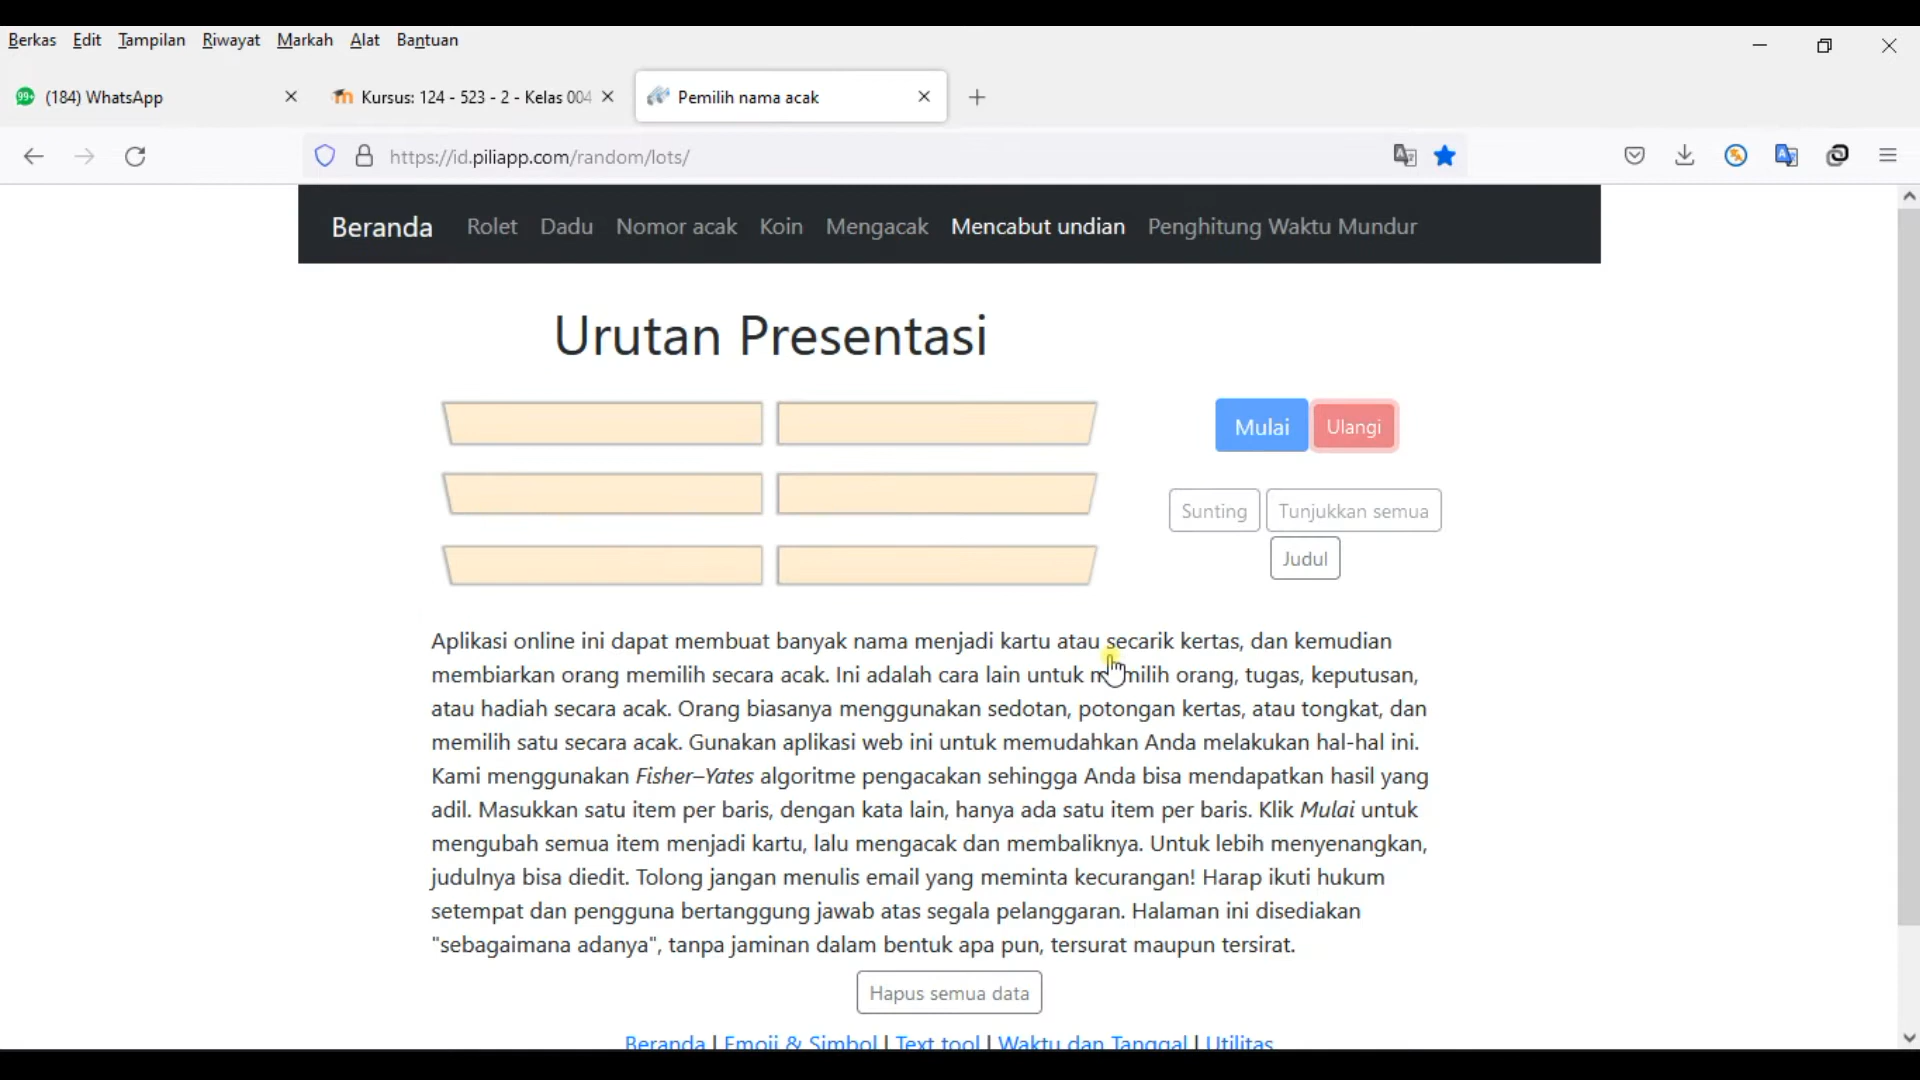 Berkas Edit Tampilan Riwayat Markah Alat Bantuan
99+ (184) WhatsApp
Kursus: 124 - 523 - 2 - Kelas 004
Pemilih nama acak
https://id.piliapp.com/random/lots/
Beranda Rolet Dadu Nomor acak Koin Mengacak Mencabut undian Penghitung Waktu Mundur
Urutan Presentasi
Mulai Ulangi
Sunting Tunjukkan semua
Judul
Aplikasi online ini dapat membuat banyak nama menjadi kartu atau secarik kertas, dan kemudian
membiarkan orang memilih secara acak. Ini adalah cara lain untuk memilih orang, tugas, keputusan,
atau hadiah secara acak. Orang biasanya menggunakan sedotan, potongan kertas, atau tongkat, dan
memilih satu secara acak. Gunakan aplikasi web ini untuk memudahkan Anda melakukan hal-hal ini.
Kami menggunakan Fisher–Yates algoritme pengacakan sehingga Anda bisa mendapatkan hasil yang
adil. Masukkan satu item per baris, dengan kata lain, hanya ada satu item per baris. Klik Mulai untuk
mengubah semua item menjadi kartu, lalu mengacak dan membaliknya. Untuk lebih menyenangkan,
judulnya bisa diedit. Tolong jangan menulis email yang meminta kecurangan! Harap ikuti hukum
setempat dan pengguna bertanggung jawab atas segala pelanggaran. Halaman ini disediakan
"sebagaimana adanya", tanpa jaminan dalam bentuk apa pun, tersurat maupun tersirat.
Hapus semua data
Beranda | Emoji & Simbol | Text tool | Waktu dan Tanggal | Utilitas